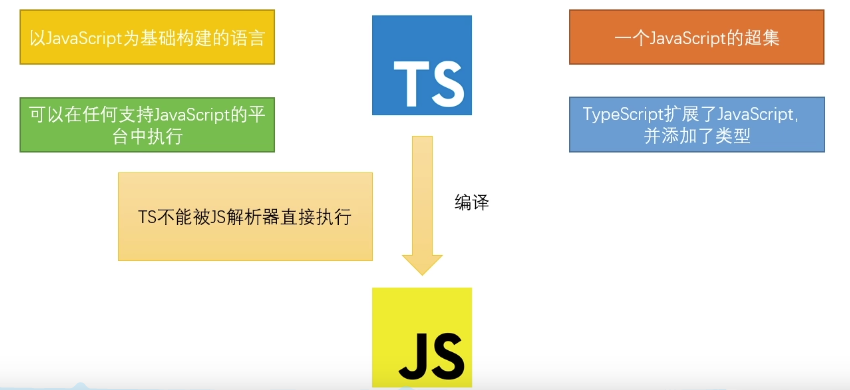 以JavaScript为基础构建的语言
TS
一个JavaScript的超集
可以在任何支持JavaScript的平
台中执行
TypeScript扩展了JavaScript,
并添加了类型
TS不能被JS解析器直接执行
编译
JS